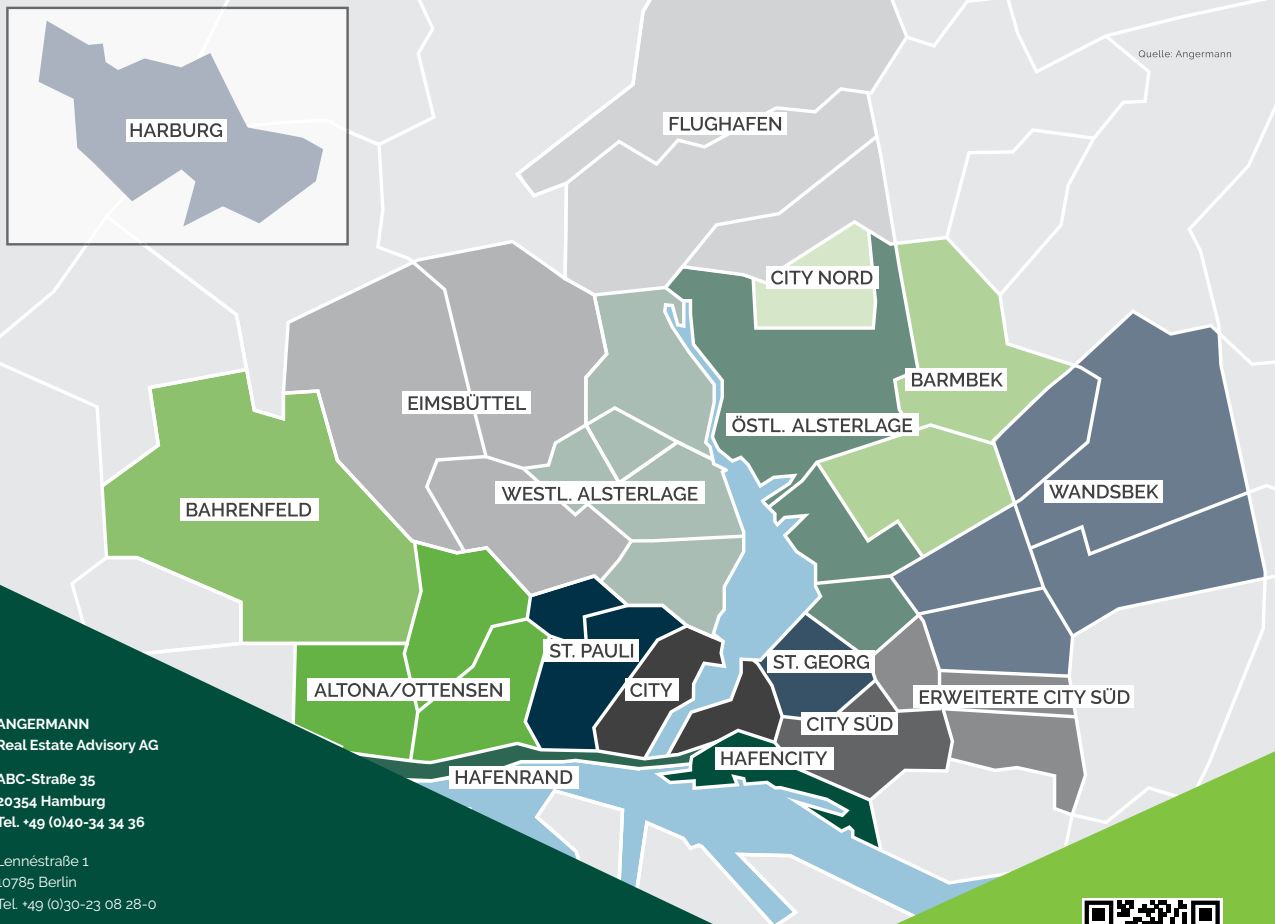 HARBURG
Quelle: Angermann
FLUGHAFEN
CITY NORD
BARMBEK
EIMSBÜTTEL
ÖSTL. ALSTERLAGE
WESTL. ALSTERLAGE
WANDSBEK
BAHRENFELD
ST. PAULI
ST. GEORG
ALTONA/OTTENSEN
CITY
ERWEITERTE CITY SÜD
CITY SÜD
HAFENCITY
HAFENRAND
ANGERMANN
Real Estate Advisory AG
ABC-Straße 35
20354 Hamburg
Tel. +49 (0)40-34 34 36
Lennéstraße 1
10785 Berlin
Tel. +49 (0)30-23 08 28-0